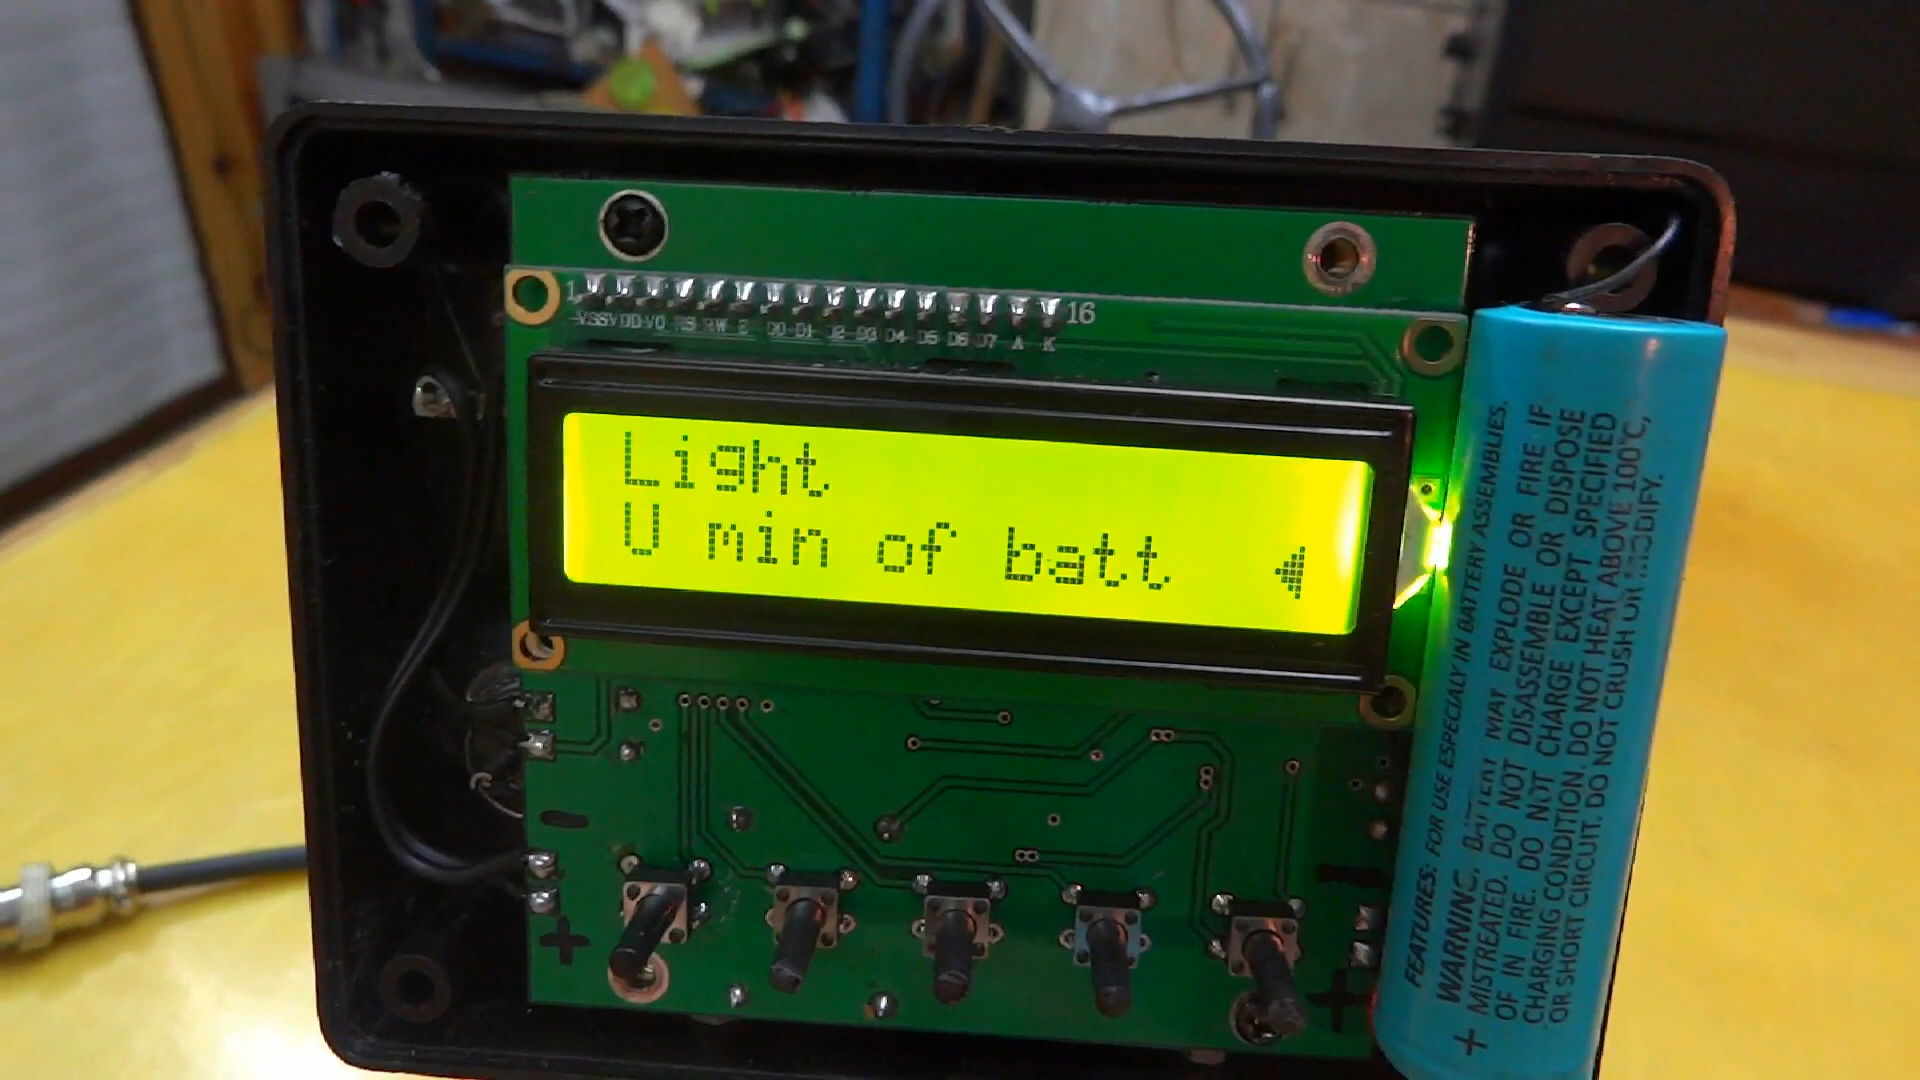 1 16
VSS VDD VO RS RW E D0 D1 D2 D3 D4 D5 D6 D7 A K
Light
U min of batt
- +
- +
FEATURES: FOR USE ESPECIALY IN BATTERY ASSEMBLIES.
WARNING. BATTERY MAY EXPLODE OR FIRE IF
MISTREATED. DO NOT DISASSEMBLE OR DISPOSE
OF IN FIRE. DO NOT CHARGE EXCEPT SPECIFIED
CHARGING CONDITION. DO NOT HEAT ABOVE 100°C,
OR SHORT CIRCUIT. DO NOT CRUSH OR MODIFY.
+